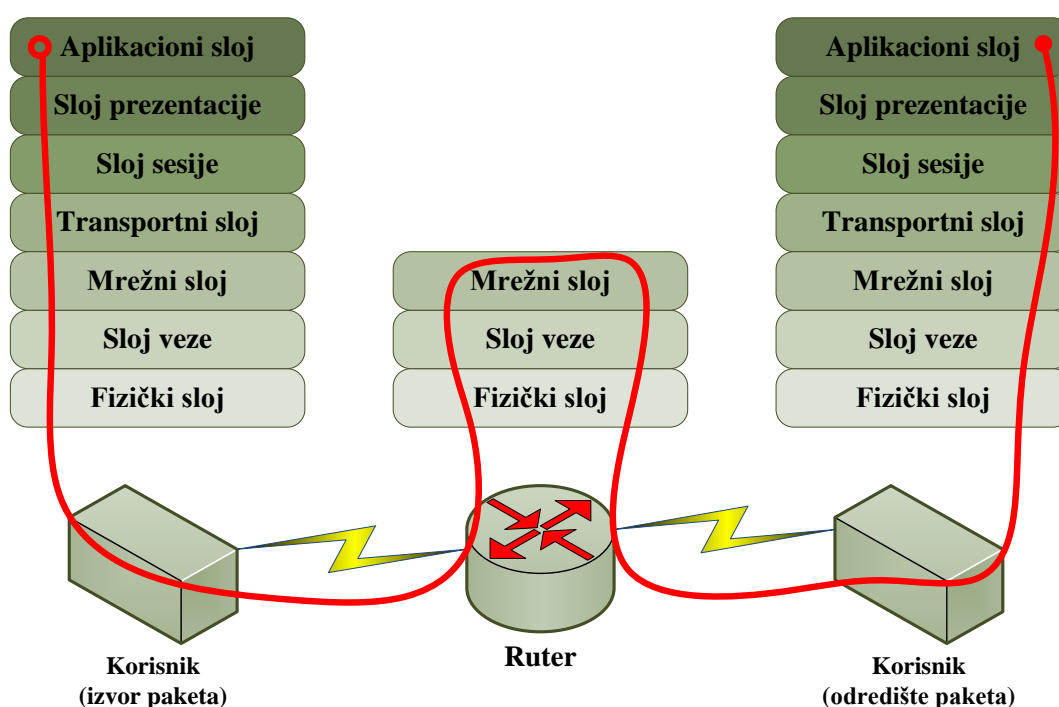 Aplikacioni sloj
Sloj prezentacije
Sloj sesije
Transportni sloj
Mrežni sloj
Sloj veze
Fizički sloj
Korisnik
(izvor paketa)
Mrežni sloj
Sloj veze
Fizički sloj
Ruter
Aplikacioni sloj
Sloj prezentacije
Sloj sesije
Transportni sloj
Mrežni sloj
Sloj veze
Fizički sloj
Korisnik
(odredište paketa)